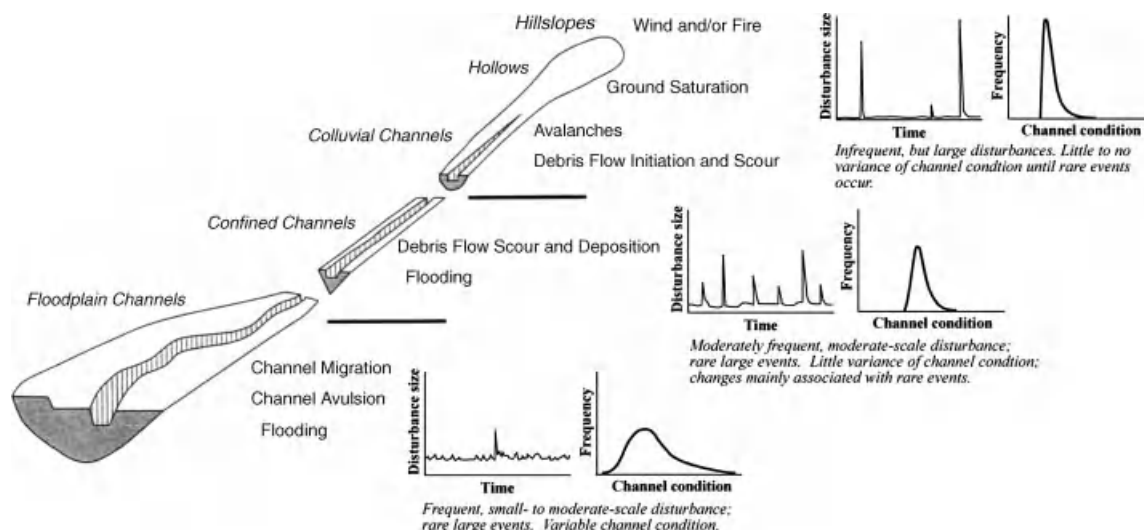 Hillslopes
Wind and/or Fire
Hollows
Ground Saturation
Colluvial Channels
Avalanches
Debris Flow Initiation and Scour
Disturbance size
Time
Frequency
Channel condition
Infrequent, but large disturbances. Little to no
variance of channel condtion until rare events
occur.
Confined Channels
Debris Flow Scour and Deposition
Flooding
Disturbance size
Time
Frequency
Channel condition
Moderately frequent, moderate-scale disturbance;
rare large events. Little variance of channel condtion;
changes mainly associated with rare events.
Floodplain Channels
Channel Migration
Channel Avulsion
Flooding
Disturbance size
Time
Frequency
Channel condition
Frequent, small- to moderate-scale disturbance;
rare large events. Variable channel condition.